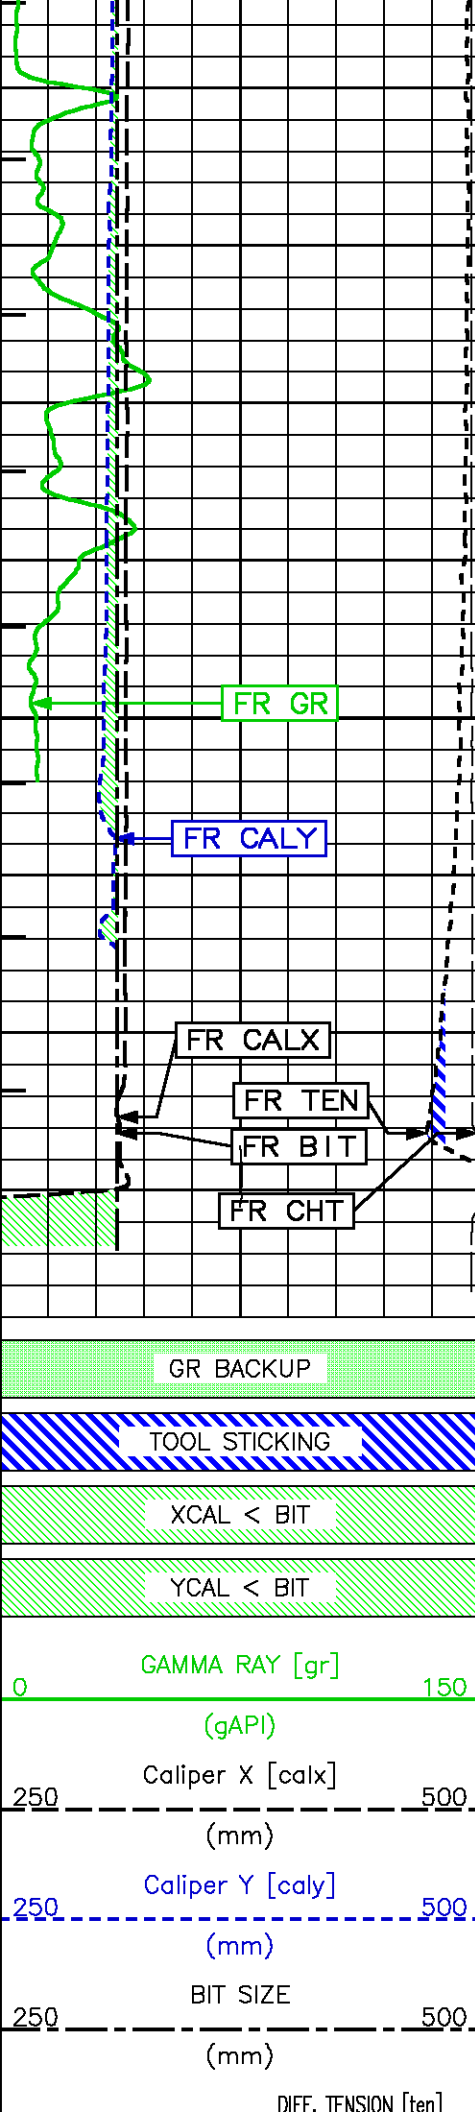 FR GR
FR CALY
FR CALX
FR TEN
FR BIT
FR CHT
GR BACKUP
TOOL STICKING
XCAL < BIT
YCAL < BIT
GAMMA RAY [gr]
0 150
(gAPI)
Caliper X [calx]
250 500
(mm)
Caliper Y [caly]
250 500
(mm)
BIT SIZE
250 500
(mm)
DIFF. TENSION [ten]